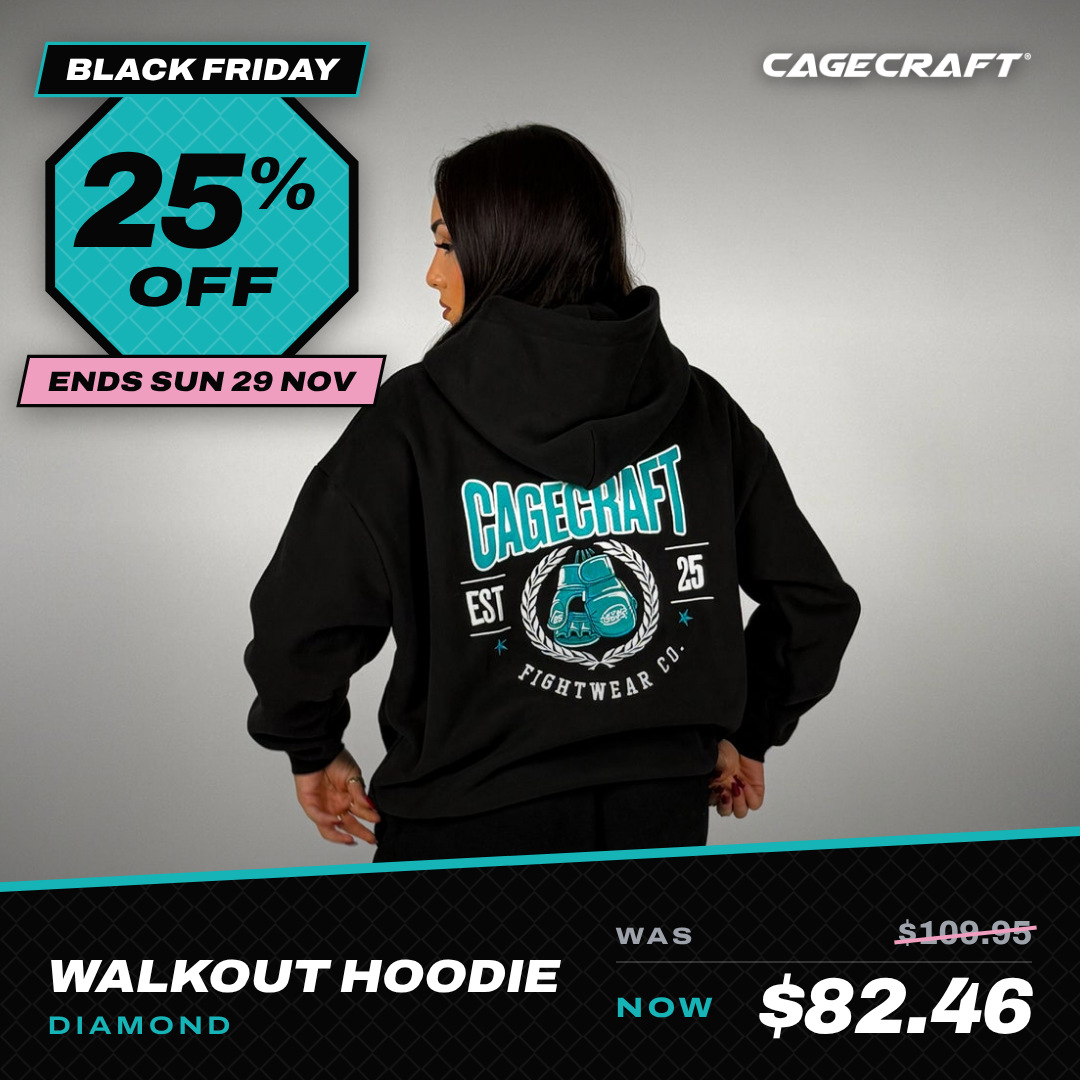 BLACK FRIDAY
CAGECRAFT®
25%
OFF
ENDS SUN 29 NOV
CAGECRAFT
EST
25
FIGHTWEAR CO.
WAS
$109.95
WALKOUT HOODIE
DIAMOND
NOW
$82.46